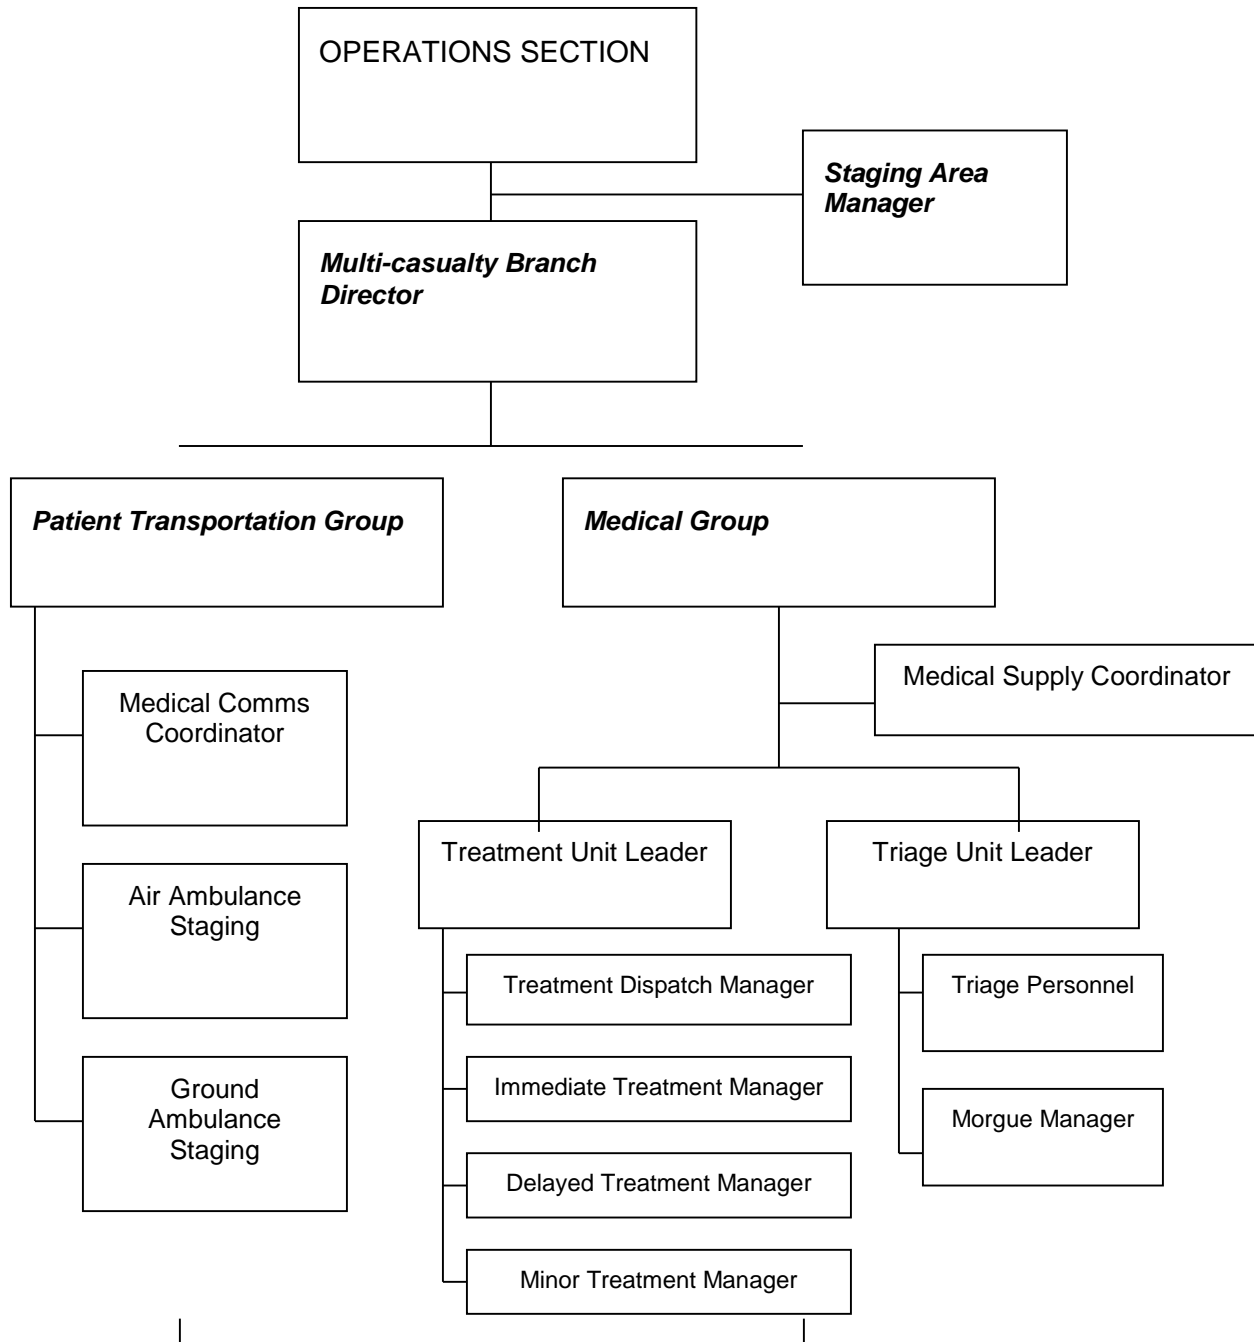 OPERATIONS SECTION
Staging Area
Manager
Multi-casualty Branch
Director
Patient Transportation Group
Medical Group
Medical Supply Coordinator
Medical Comms
Coordinator
Treatment Unit Leader
Triage Unit Leader
Air Ambulance
Staging
Treatment Dispatch Manager
Triage Personnel
Ground
Ambulance
Staging
Immediate Treatment Manager
Morgue Manager
Delayed Treatment Manager
Minor Treatment Manager